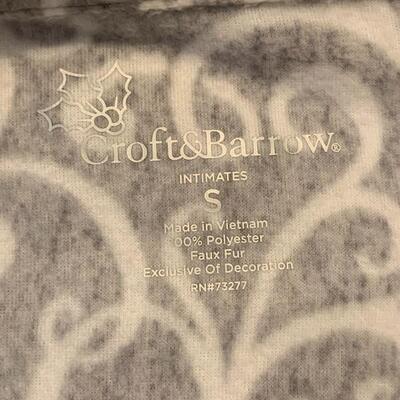 Croft&Barrow®
INTIMATES
S
Made in Vietnam
00% Polyester
Faux Fur
Exclusive Of Decoration
RN#73277